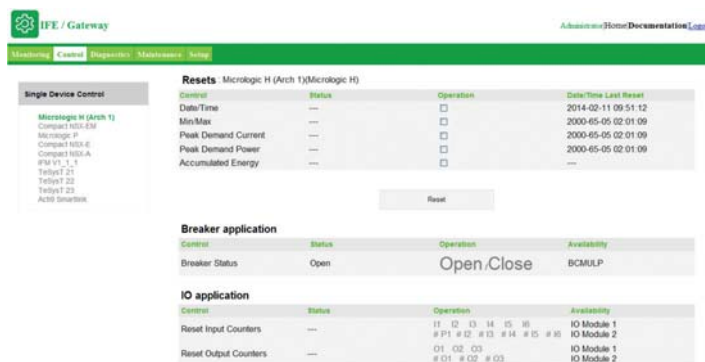 IFE / Gateway
Administrator|Home|Documentation|Logo
Monitoring Control Diagnostics Maintenance Setup
Single Device Control
Micrologic H (Arch 1)
Compact NSX-EM
Micrologic P
Compact NSX-E
Compact NSX-A
IFM V1_1_1
TeSysT 21
TeSysT 22
TeSysT 23
Acti9 Smartlink
Resets : Micrologic H (Arch 1)(Micrologic H)
Control Status Operation Date/Time Last Reset
Date/Time --- 2014-02-11 09:51:12
Min/Max --- 2000-65-05 02:01:09
Peak Demand Current --- 2000-65-05 02:01:09
Peak Demand Power --- 2000-65-05 02:01:09
Accumulated Energy --- ---
Reset
Breaker application
Control Status Operation Availability
Breaker Status Open Open/Close BCMULP
IO application
Control Status Operation Availability
Reset Input Counters --- I1 I2 I3 I4 I5 I6 IO Module 1
# P1 # I2 # I3 # I4 # I5 # I6 IO Module 2
Reset Output Counters --- O1 O2 O3 IO Module 1
# O1 # O2 # O3 IO Module 2